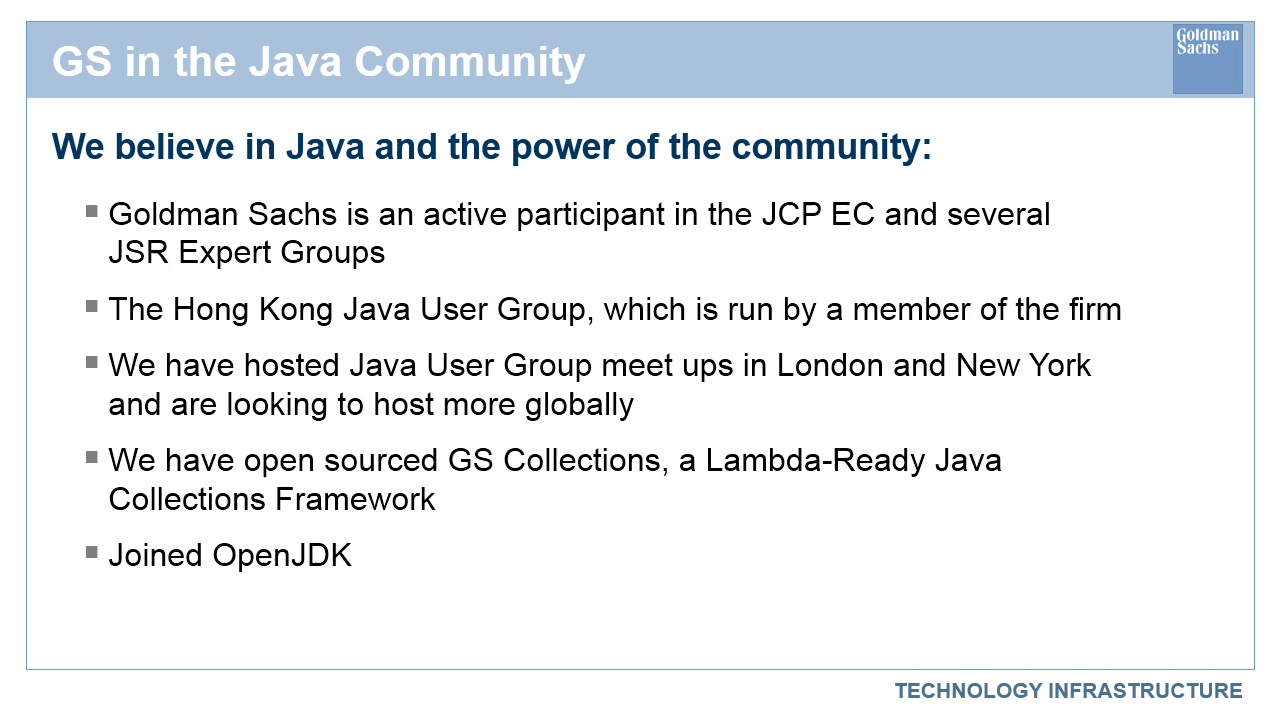 GS in the Java Community
Goldman
Sachs
We believe in Java and the power of the community:
Goldman Sachs is an active participant in the JCP EC and several
JSR Expert Groups
The Hong Kong Java User Group, which is run by a member of the firm
We have hosted Java User Group meet ups in London and New York
and are looking to host more globally
We have open sourced GS Collections, a Lambda-Ready Java
Collections Framework
Joined OpenJDK
TECHNOLOGY INFRASTRUCTURE